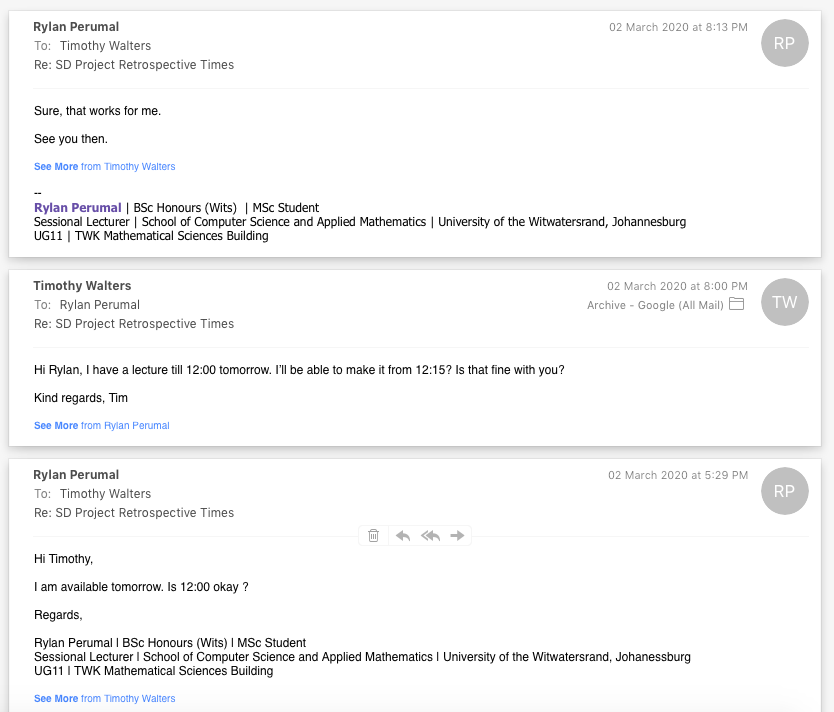 Rylan Perumal
02 March 2020 at 8:13 PM
RP
To: Timothy Walters
Re: SD Project Retrospective Times
Sure, that works for me.
See you then.
See More from Timothy Walters
--
Rylan Perumal | BSc Honours (Wits) | MSc Student
Sessional Lecturer | School of Computer Science and Applied Mathematics | University of the Witwatersrand, Johannesburg
UG11 | TWK Mathematical Sciences Building
Timothy Walters
02 March 2020 at 8:00 PM
TW
To: Rylan Perumal
Archive - Google (All Mail)
Re: SD Project Retrospective Times
Hi Rylan, I have a lecture till 12:00 tomorrow. I'll be able to make it from 12:15? Is that fine with you?
Kind regards, Tim
See More from Rylan Perumal
Rylan Perumal
02 March 2020 at 5:29 PM
RP
To: Timothy Walters
Re: SD Project Retrospective Times
Hi Timothy,
I am available tomorrow. Is 12:00 okay ?
Regards,
Rylan Perumal | BSc Honours (Wits) | MSc Student
Sessional Lecturer | School of Computer Science and Applied Mathematics | University of the Witwatersrand, Johanessburg
UG11 | TWK Mathematical Sciences Building
See More from Timothy Walters